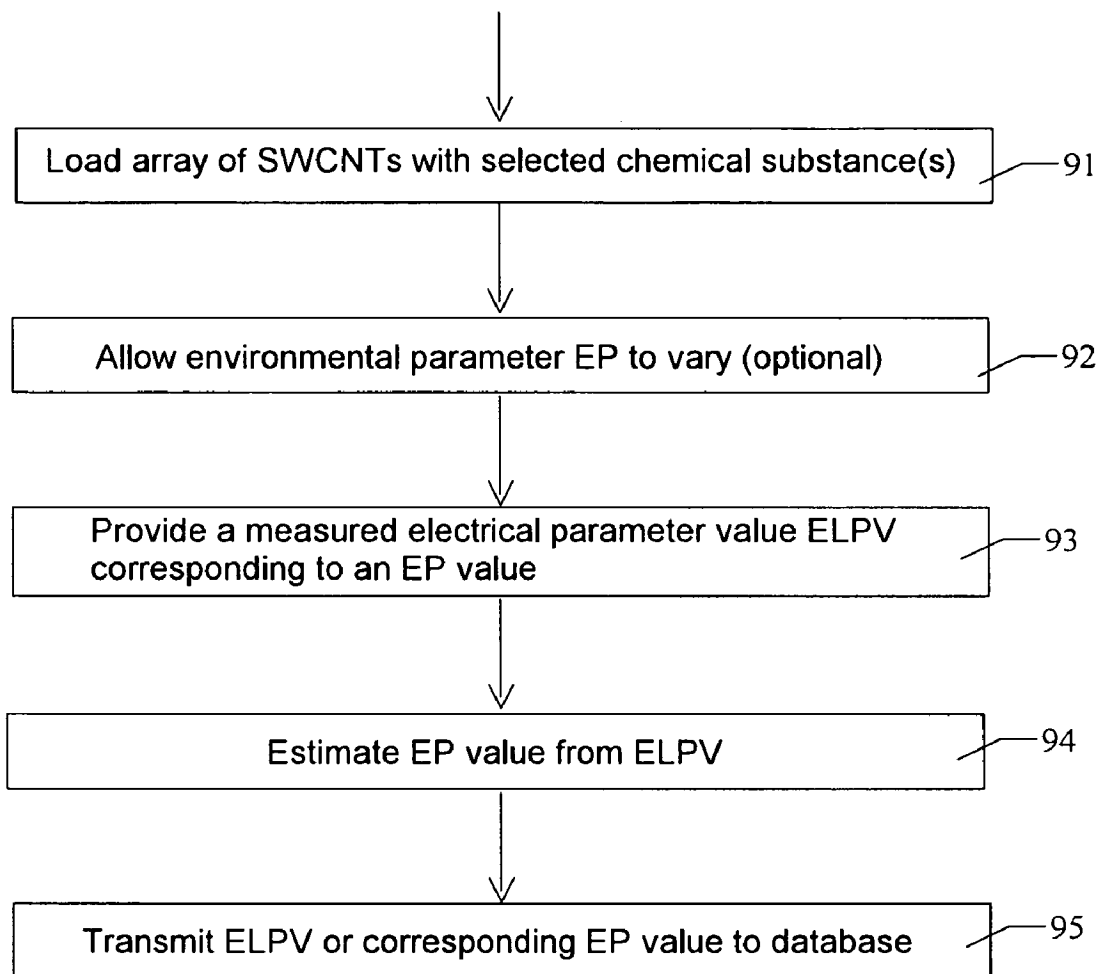 Load array of SWCNTs with selected chemical substance(s)
91
Allow environmental parameter EP to vary (optional)
92
Provide a measured electrical parameter value ELPV
corresponding to an EP value
93
Estimate EP value from ELPV
94
Transmit ELPV or corresponding EP value to database
95